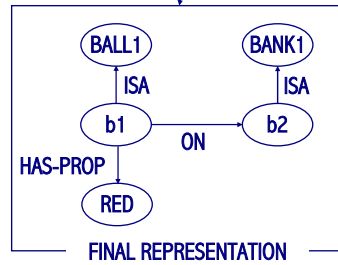 BALL1 BANK1
ISA ISA
b1 b2
ON
HAS-PROP
RED
FINAL REPRESENTATION